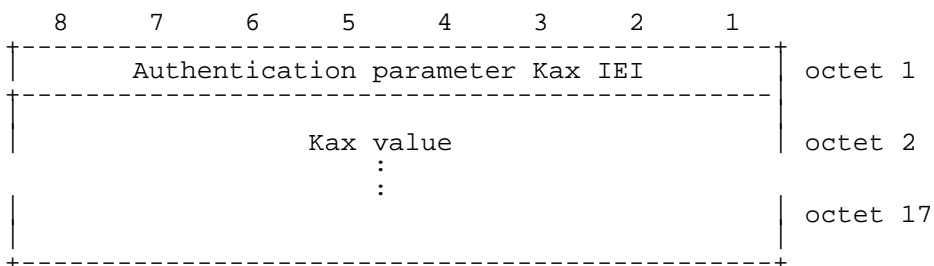 8 7 6 5 4 3 2 1
Authentication parameter Kax IEI octet 1
Kax value octet 2
:
:
octet 17